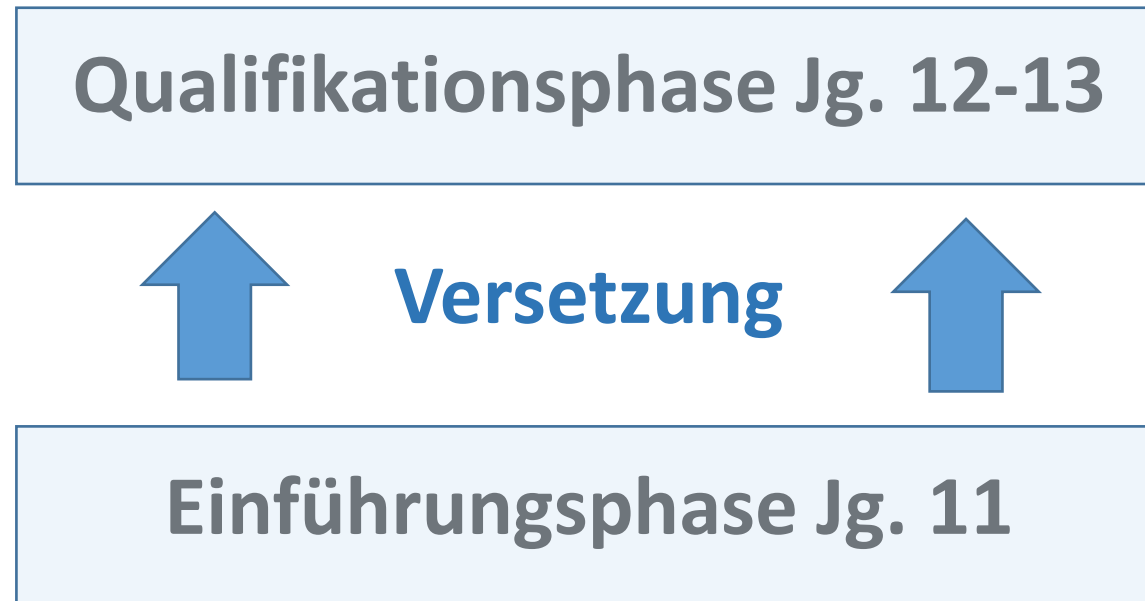 Qualifikationsphase Jg. 12-13
Versetzung
Einführungsphase Jg. 11